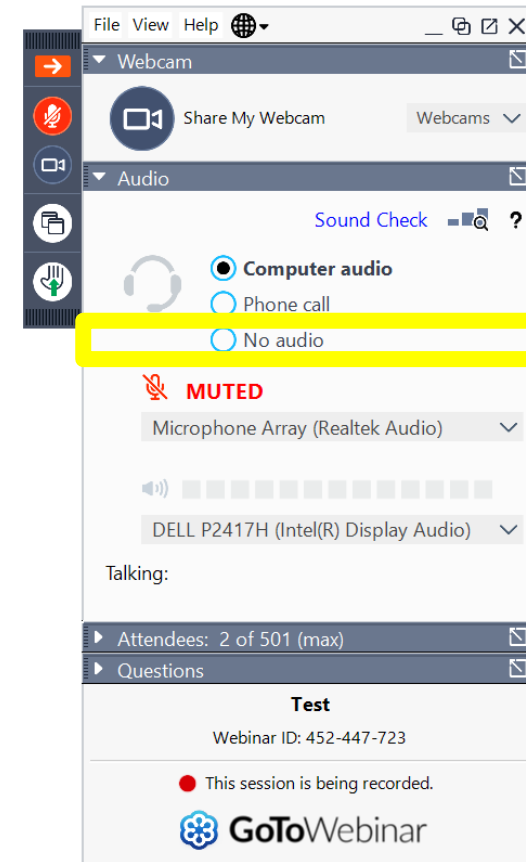 File View Help
Webcam
Share My Webcam Webcams
Audio
Sound Check ?
Computer audio
Phone call
No audio
MUTED
Microphone Array (Realtek Audio)
DELL P2417H (Intel(R) Display Audio)
Talking:
Attendees: 2 of 501 (max)
Questions
Test
Webinar ID: 452-447-723
This session is being recorded.
GoToWebinar